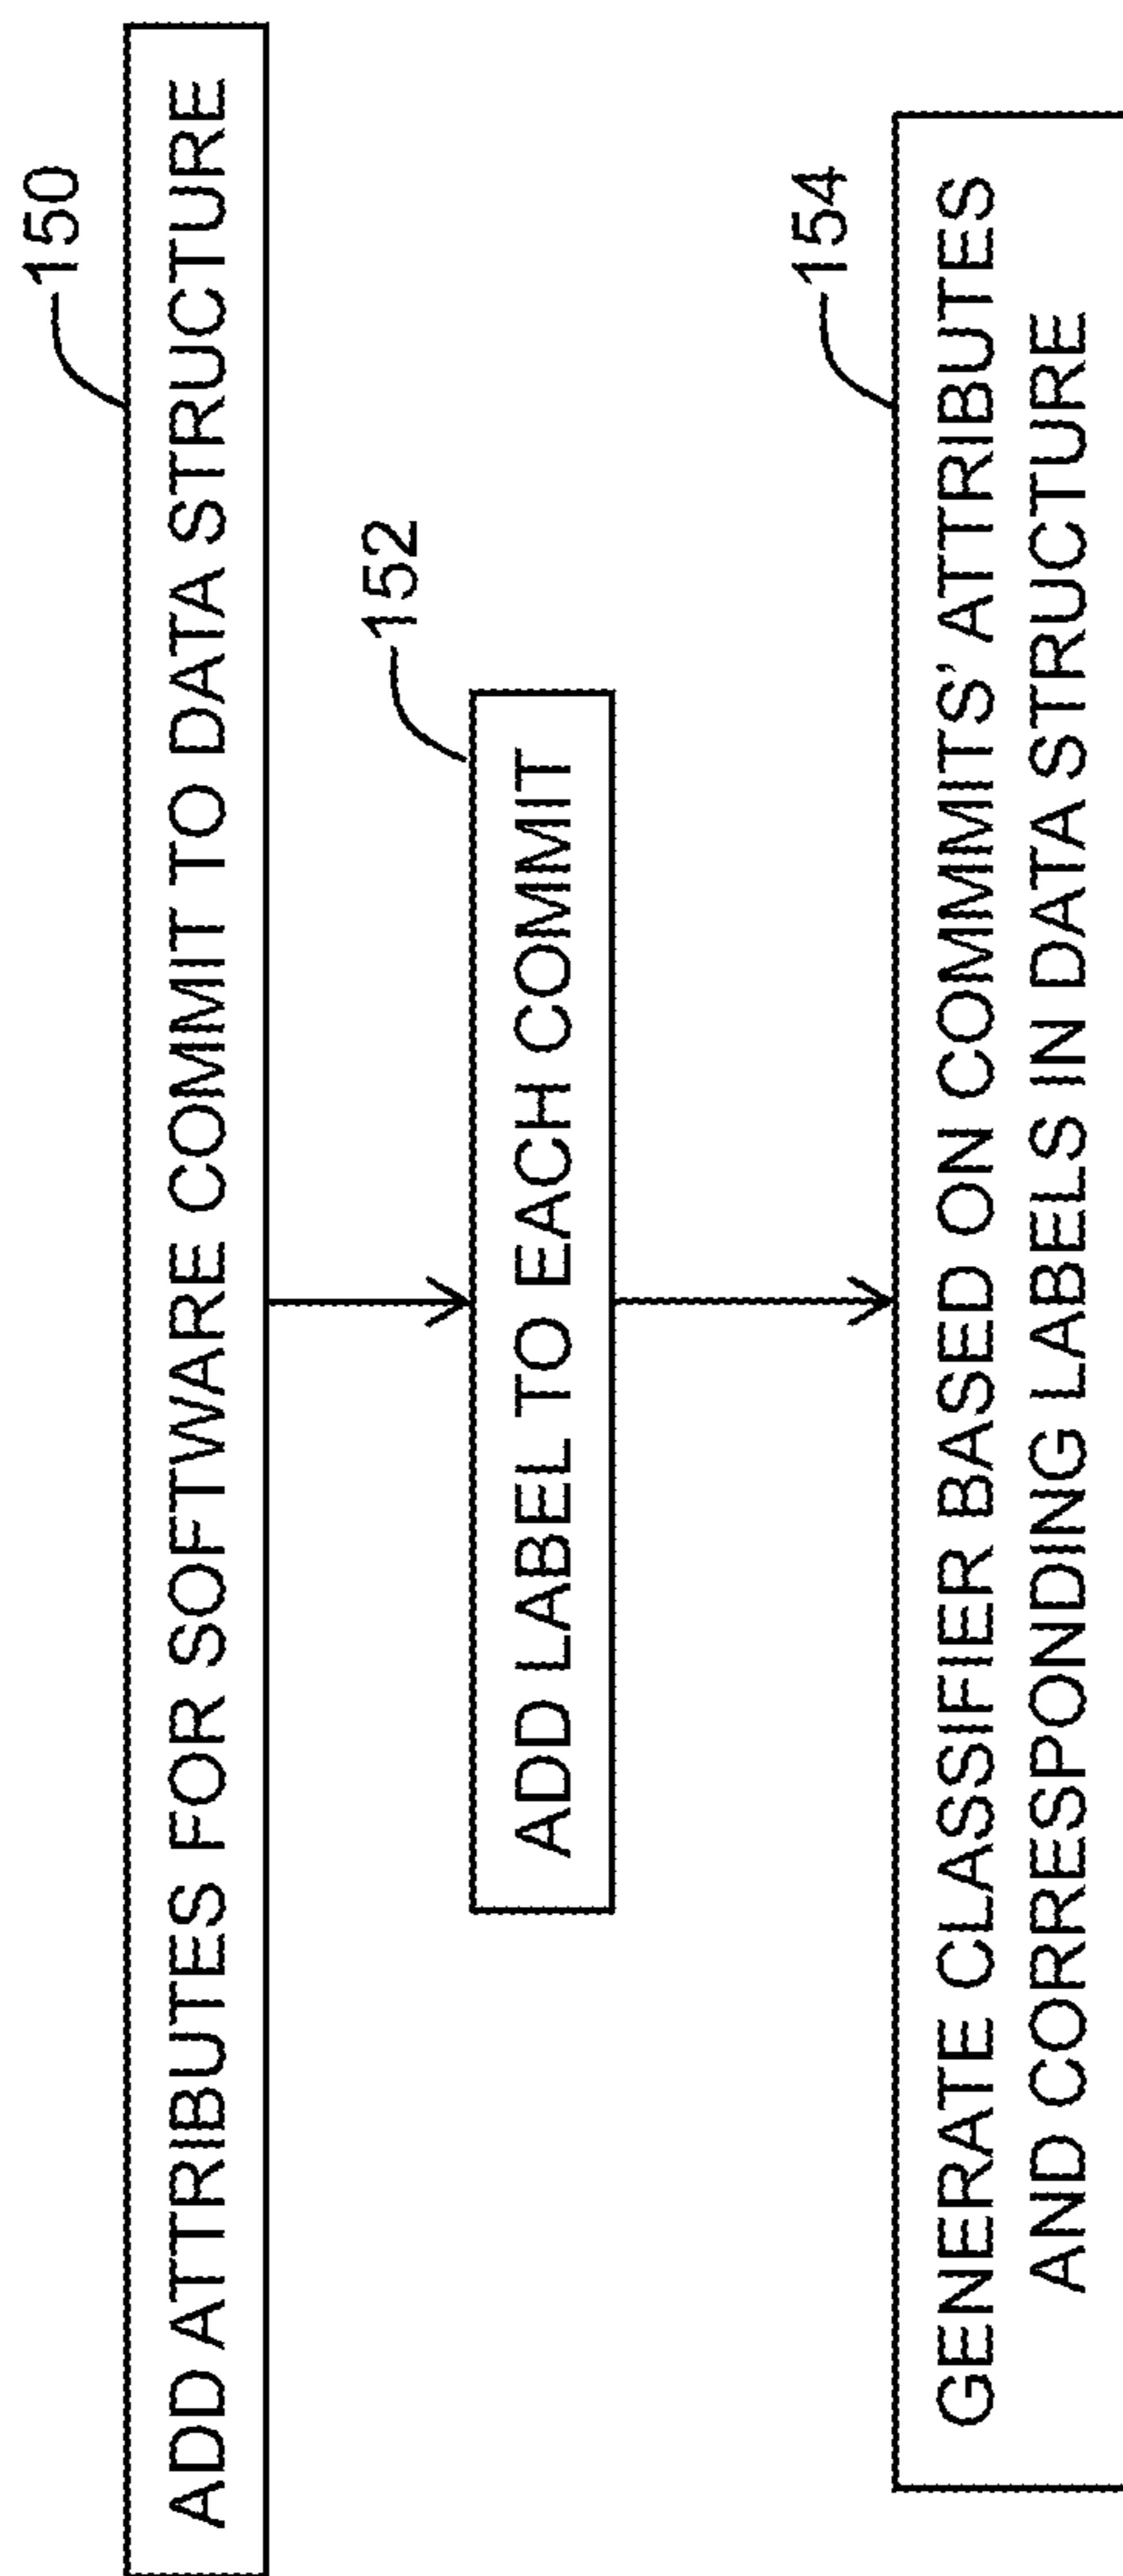 150
ADD ATTRIBUTES FOR SOFTWARE COMMIT TO DATA STRUCTURE
152
ADD LABEL TO EACH COMMIT
154
GENERATE CLASSIFIER BASED ON COMMITS' ATTRIBUTES
AND CORRESPONDING LABELS IN DATA STRUCTURE